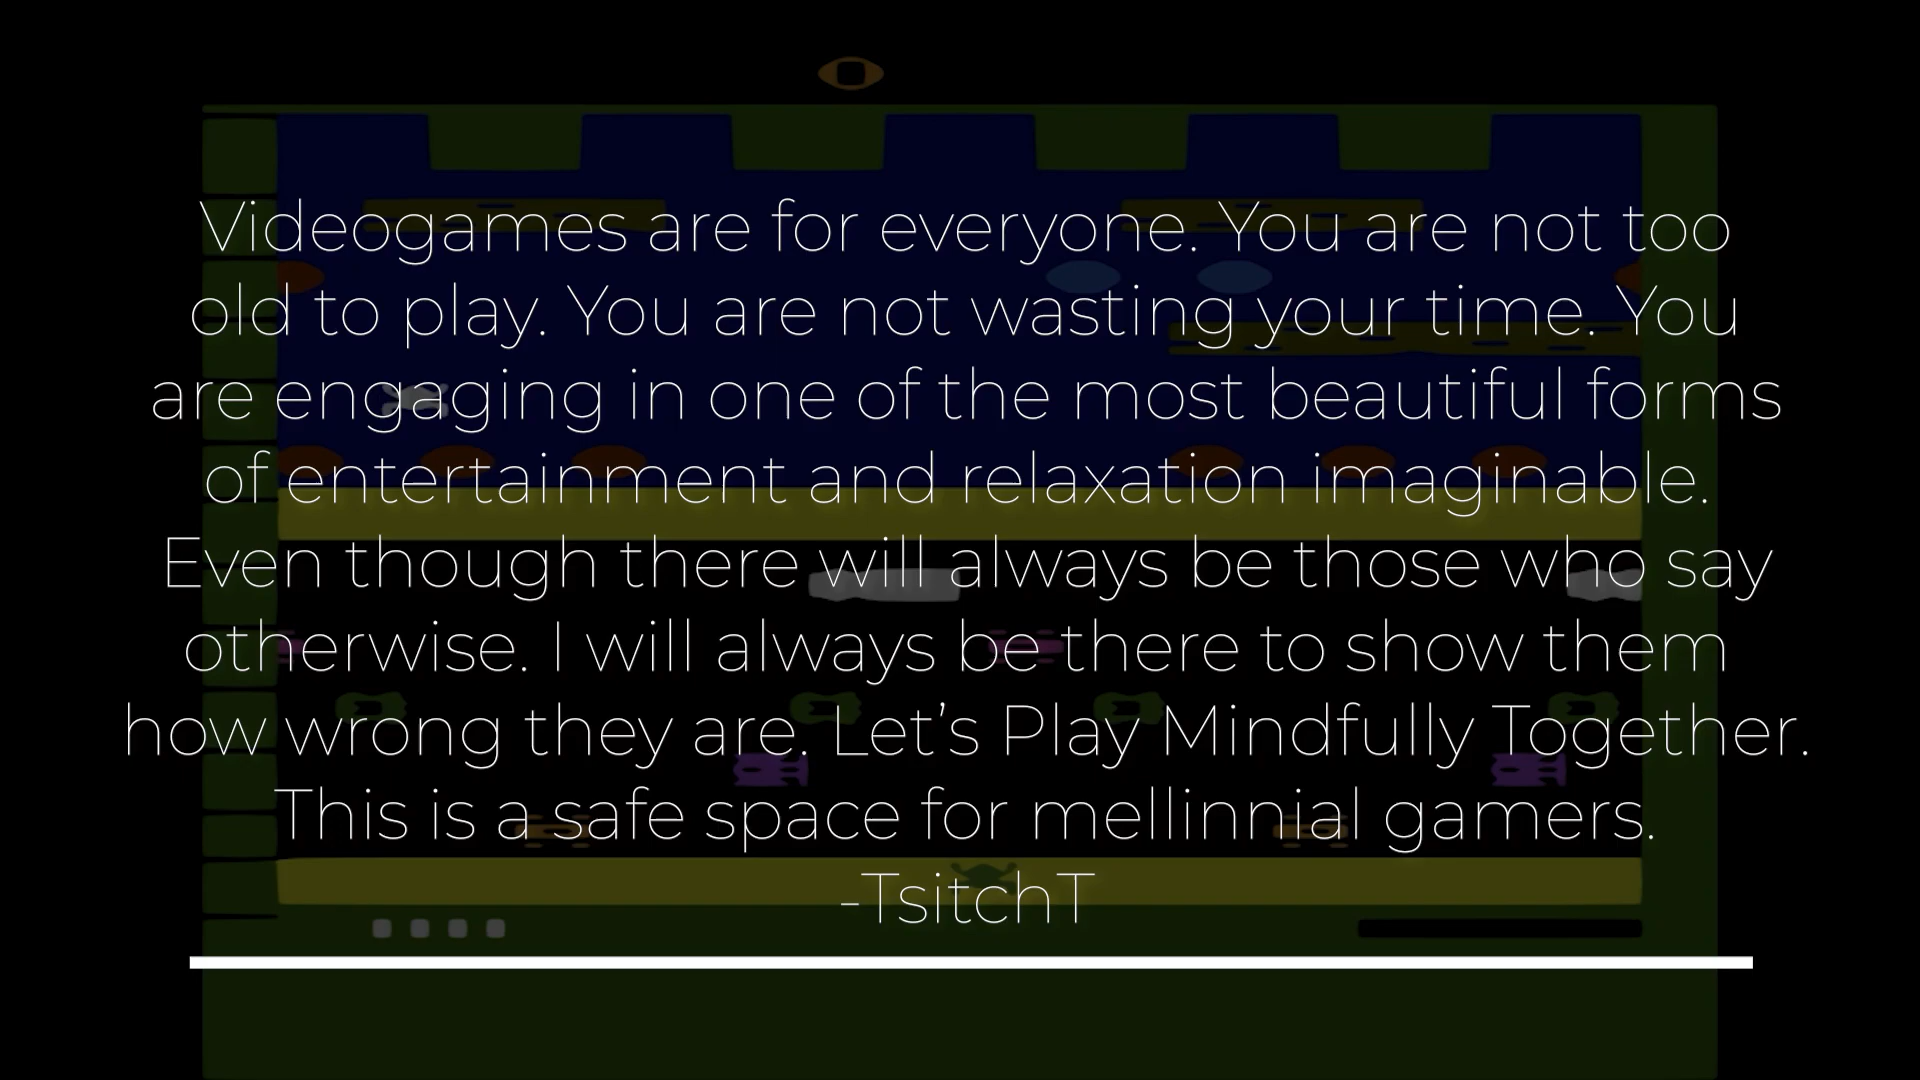 Videogames are for everyone. You are not too
old to play. You are not wasting your time. You
are engaging in one of the most beautiful forms
of entertainment and relaxation imaginable.
Even though there will always be those who say
otherwise. I will always be there to show them
how wrong they are. Let’s Play Mindfully Together.
This is a safe space for mellinnial gamers.
-TsitchT